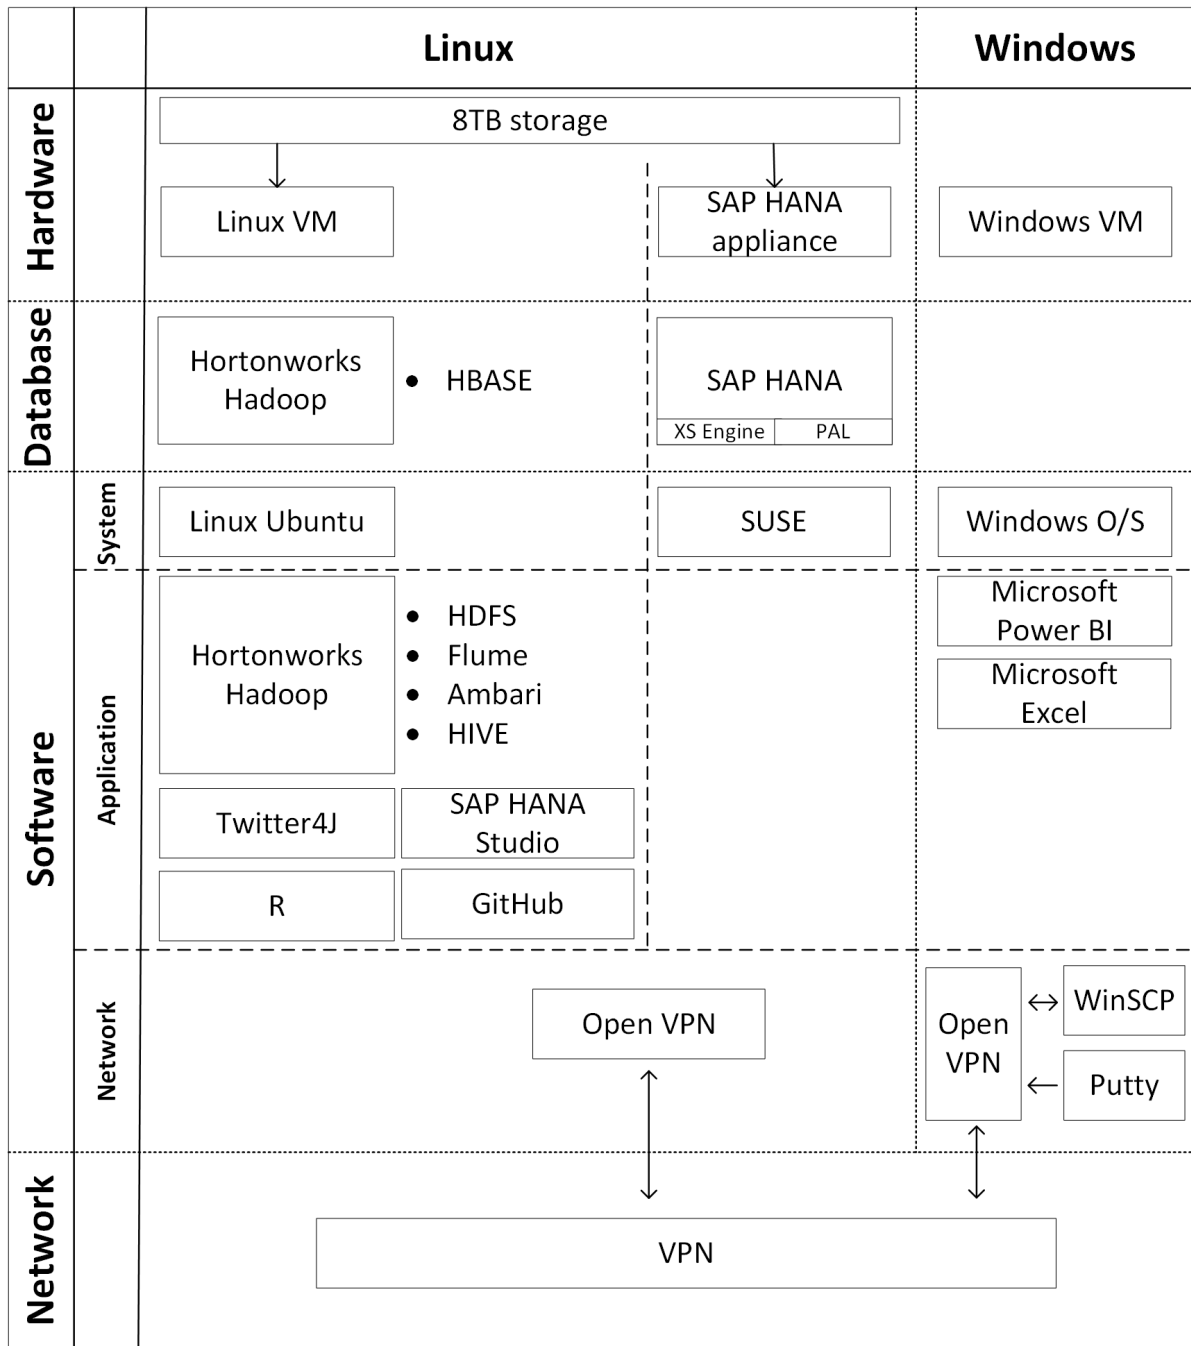 Linux
Windows
Hardware
8TB storage
Linux VM
SAP HANA
appliance
Windows VM
Database
Hortonworks
Hadoop
• HBASE
SAP HANA
XS Engine
PAL
Software
System
Linux Ubuntu
SUSE
Windows O/S
Application
Hortonworks
Hadoop
• HDFS
• Flume
• Ambari
• HIVE
Microsoft
Power BI
Microsoft
Excel
Twitter4J
SAP HANA
Studio
R
GitHub
Network
Open VPN
Open
VPN
WinSCP
Putty
Network
VPN